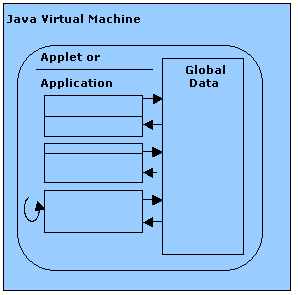 Java Virtual Machine
Applet or
Application
Global
Data